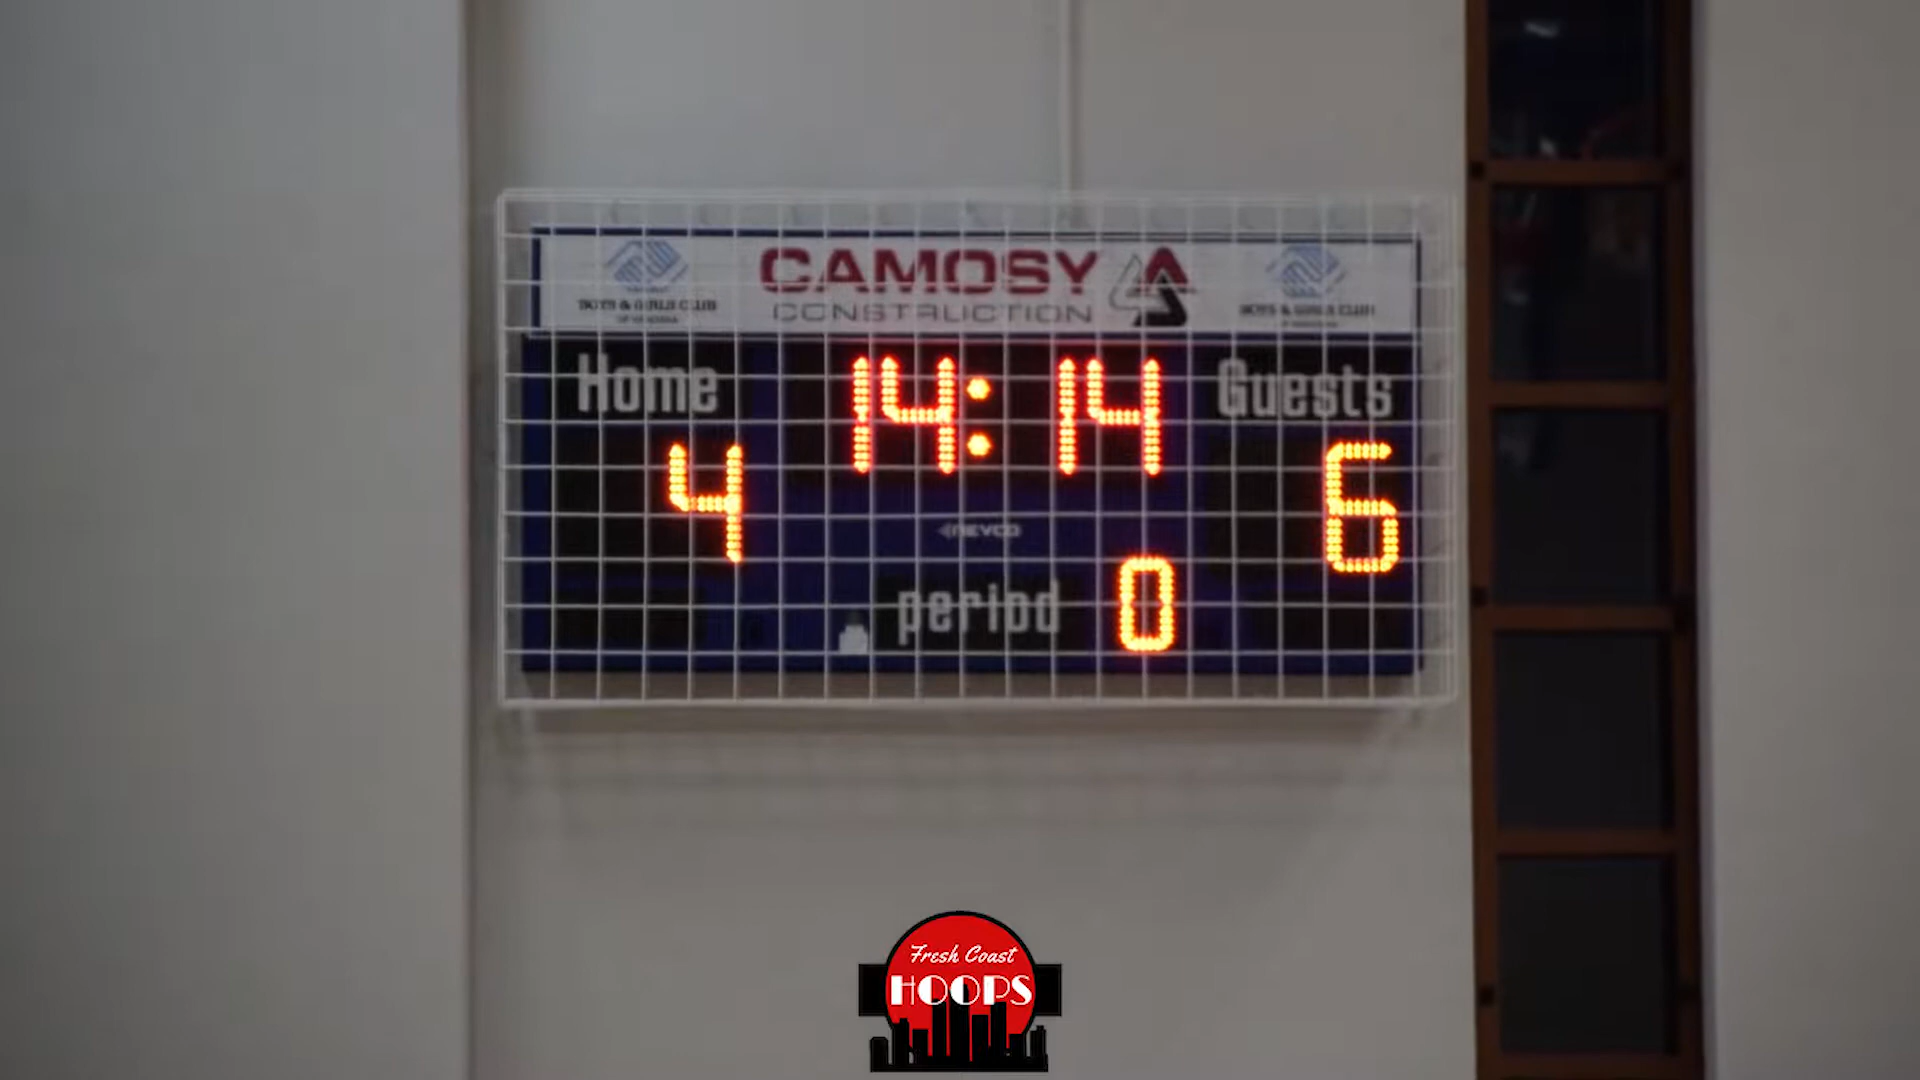 CAMOSY
CONSTRUCTION
BOYS & GIRLS CLUB
BOYS & GIRLS CLUB
Home
14:14
Guests
4
6
NEVCO
period
0
Fresh Coast
HOOPS